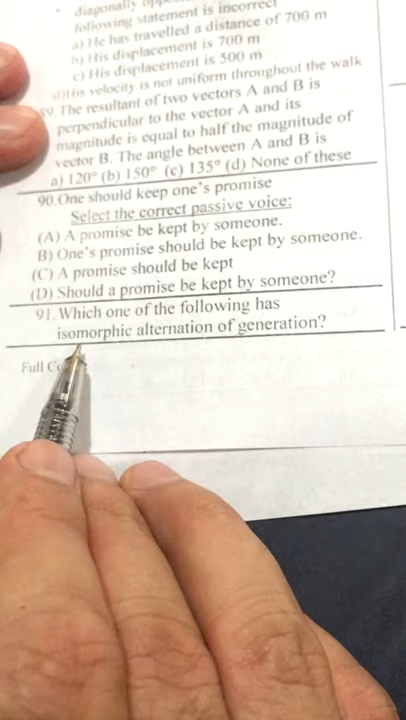 diagonally
following statement is incorrect
a) He has travelled a distance of 700 m
b) His displacement is 700 m
c) His displacement is 500 m
d) His velocity is not uniform throughout the walk
89. The resultant of two vectors A and B is
perpendicular to the vector A and its
magnitude is equal to half the magnitude of
vector B. The angle between A and B is
a) 120° (b) 150° (c) 135° (d) None of these
90. One should keep one's promise
Select the correct passive voice:
(A) A promise be kept by someone.
B) One's promise should be kept by someone.
(C) A promise should be kept
(D) Should a promise be kept by someone?
91. Which one of the following has
isomorphic alternation of generation?
Full